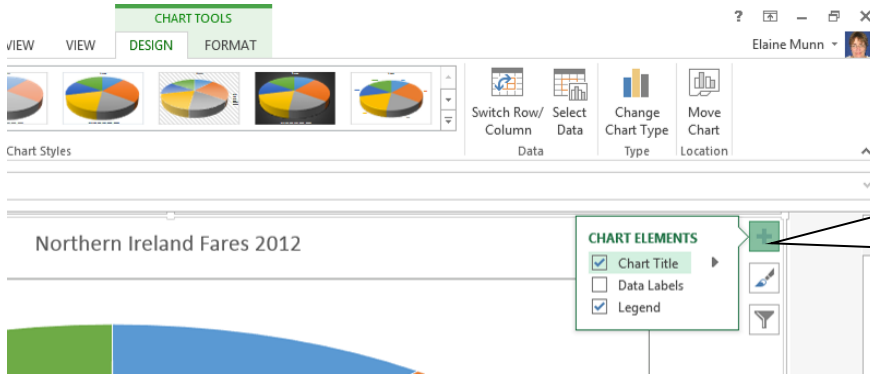 CHART TOOLS
?
VIEW VIEW DESIGN FORMAT Elaine Munn
Switch Row/ Select Change Move
Column Data Chart Type Chart
Chart Styles Data Type Location
Northern Ireland Fares 2012
CHART ELEMENTS
Chart Title
Data Labels
Legend